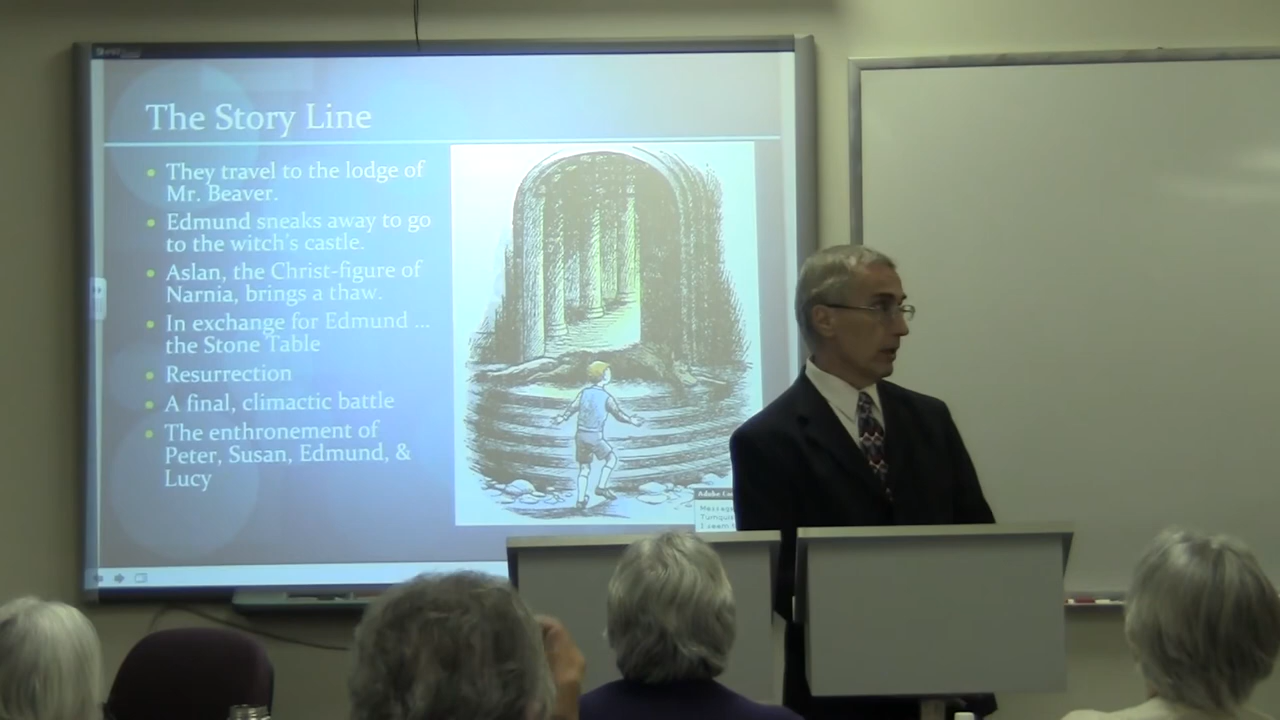 The Story Line
• They travel to the lodge of
Mr. Beaver.
• Edmund sneaks away to go
to the witch's castle.
• Aslan, the Christ-figure of
Narnia, brings a thaw.
• In exchange for Edmund ...
the Stone Table
• Resurrection
• A final, climactic battle
• The enthronement of
Peter, Susan, Edmund, &
Lucy
Message
I seem